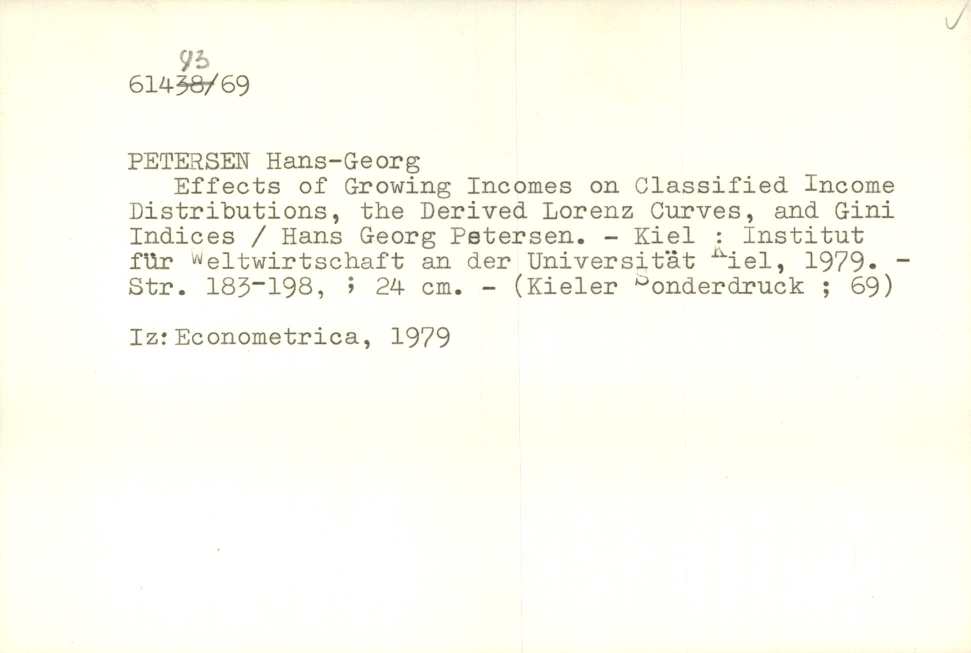 93
61438/69
PETERSEN Hans-Georg
Effects of Growing Incomes on Classified Income
Distributions, the Derived Lorenz Curves, and Gini
Indices / Hans Georg Petersen. - Kiel : Institut
für Weltwirtschaft an der Universität Kiel, 1979. -
Str. 183-198, ; 24 cm. - (Kieler Sonderdruck ; 69)
Iz: Econometrica, 1979